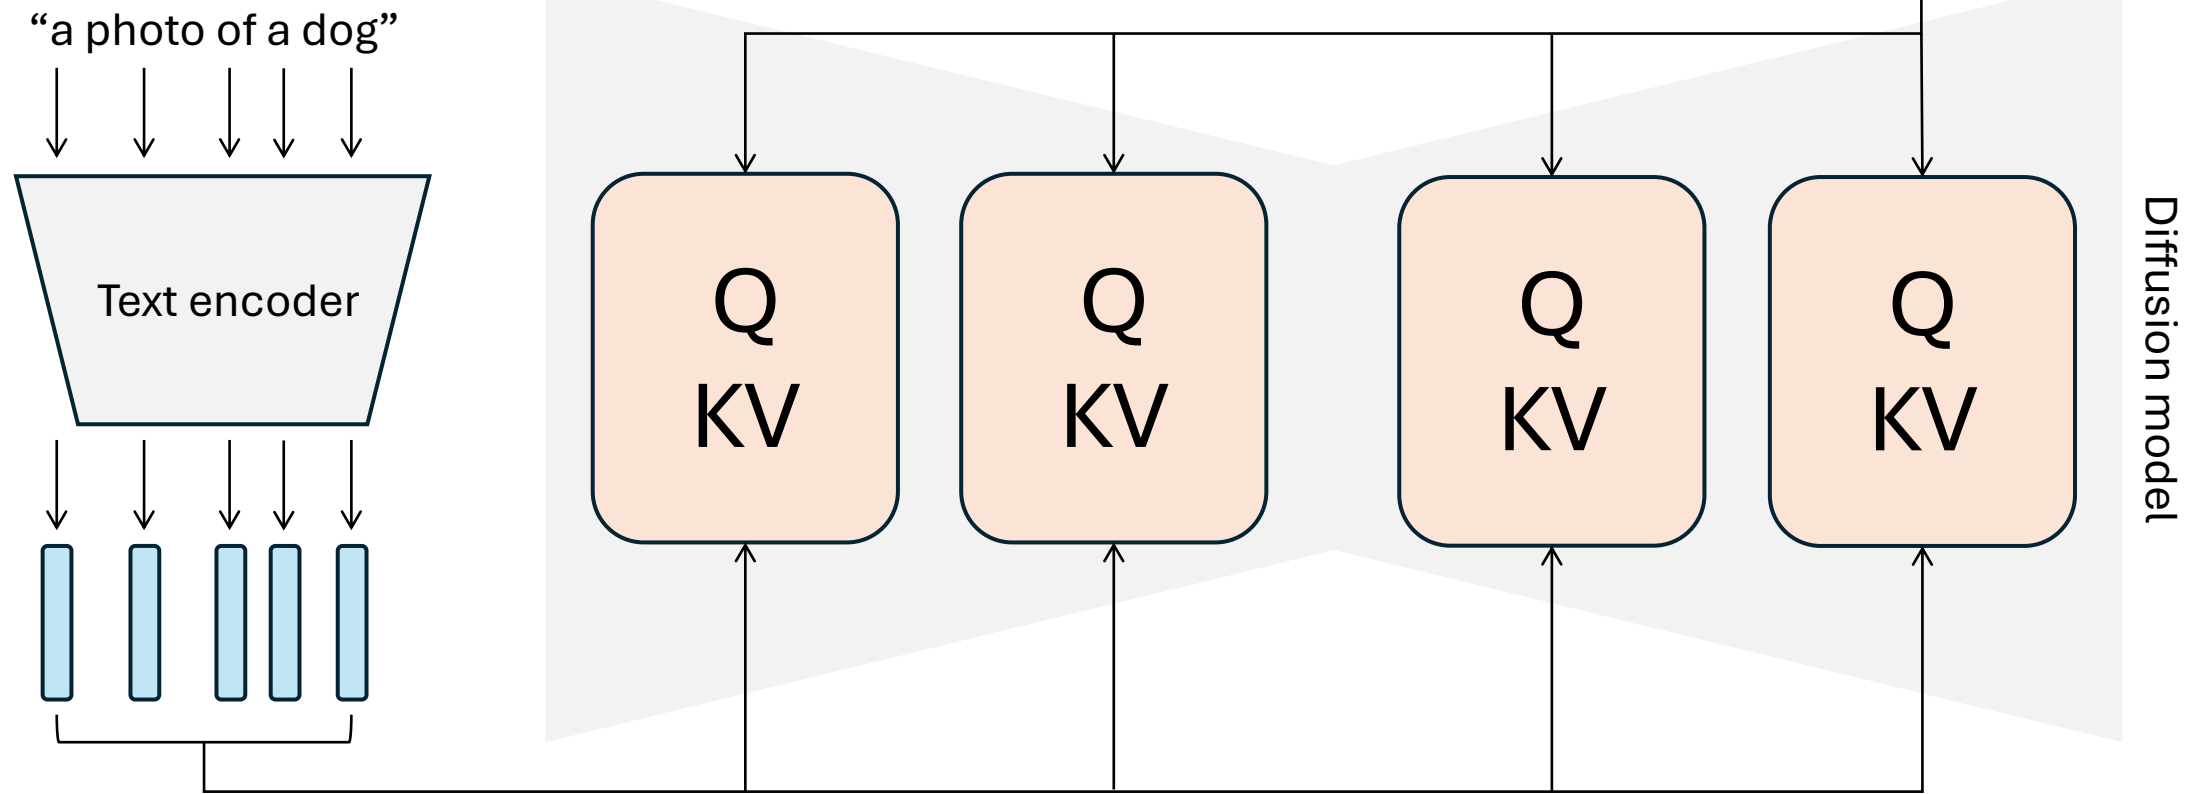 “a photo of a dog”
Text encoder
Q
KV
Q
KV
Q
KV
Q
KV
Diffusion model